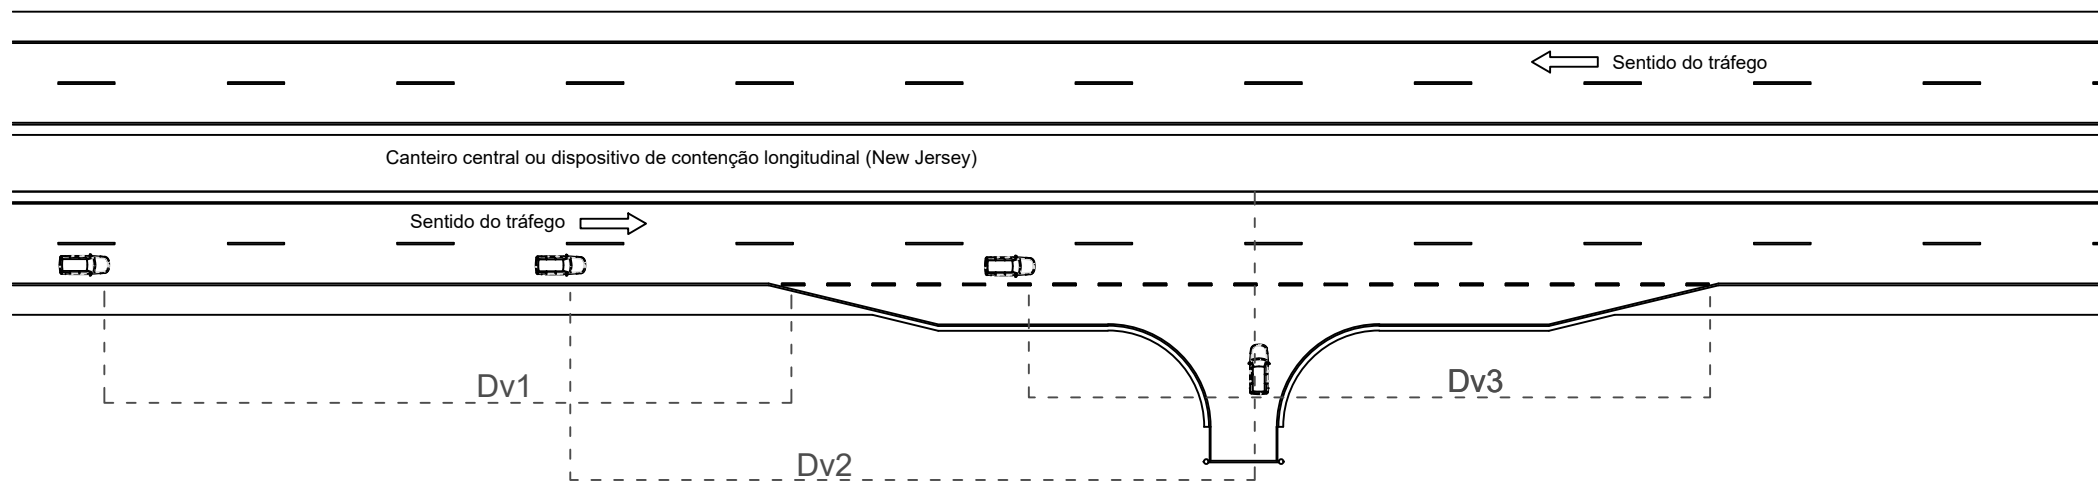 Sentido do tráfego
Canteiro central ou dispositivo de contenção longitudinal (New Jersey)
Sentido do tráfego
Dv1
Dv3
Dv2